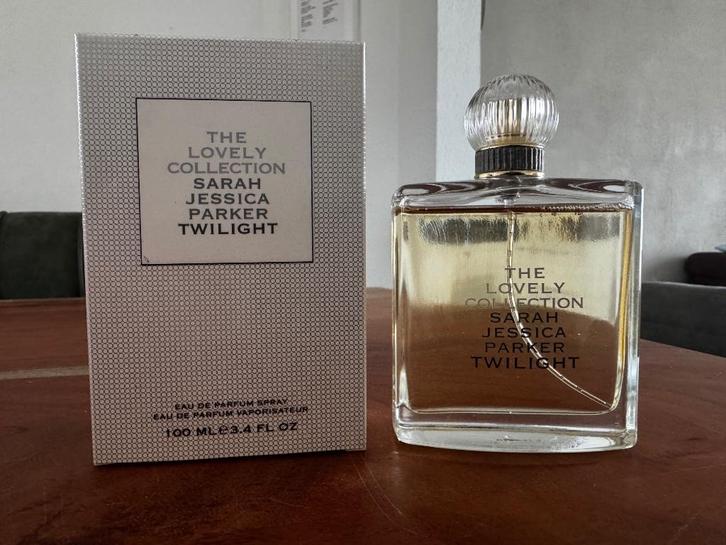 THE
LOVELY
COLLECTION
SARAH
JESSICA
PARKER
TWILIGHT
EAU DE PARFUM SPRAY
EAU DE PARFUM VAPORISATEUR
100 ML e 3.4 FL OZ
THE
LOVELY
COLLECTION
SARAH
JESSICA
PARKER
TWILIGHT